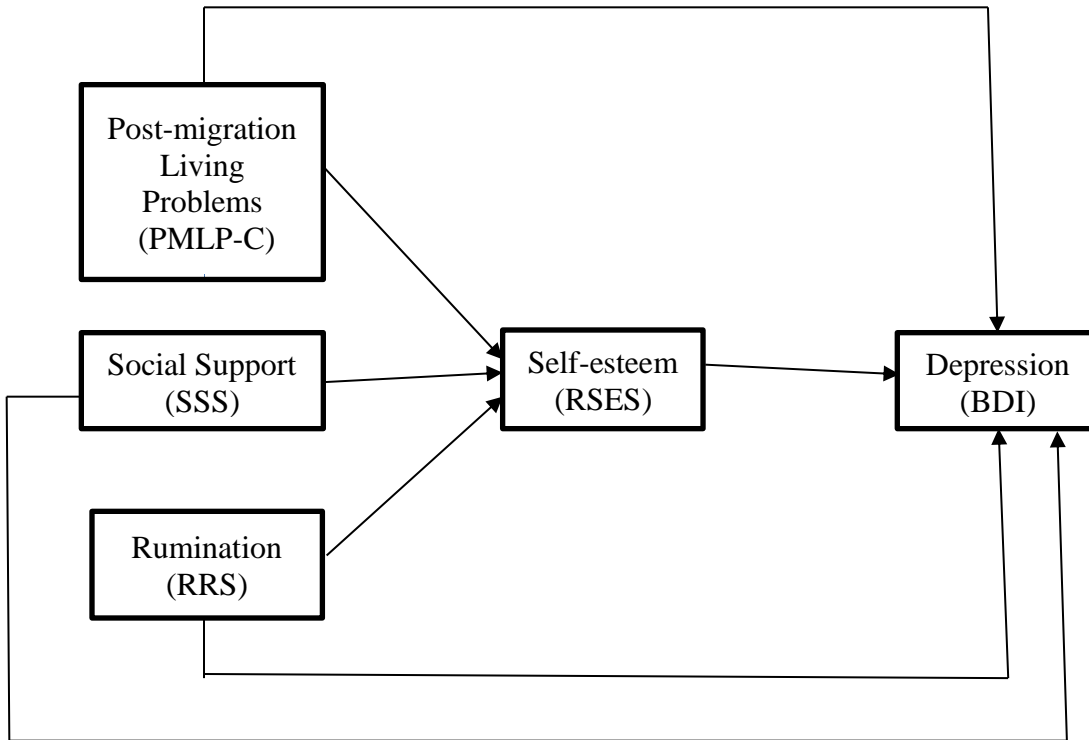 Post-migration
Living
Problems
(PMLP-C)
Social Support
(SSS)
Rumination
(RRS)
Self-esteem
(RSES)
Depression
(BDI)